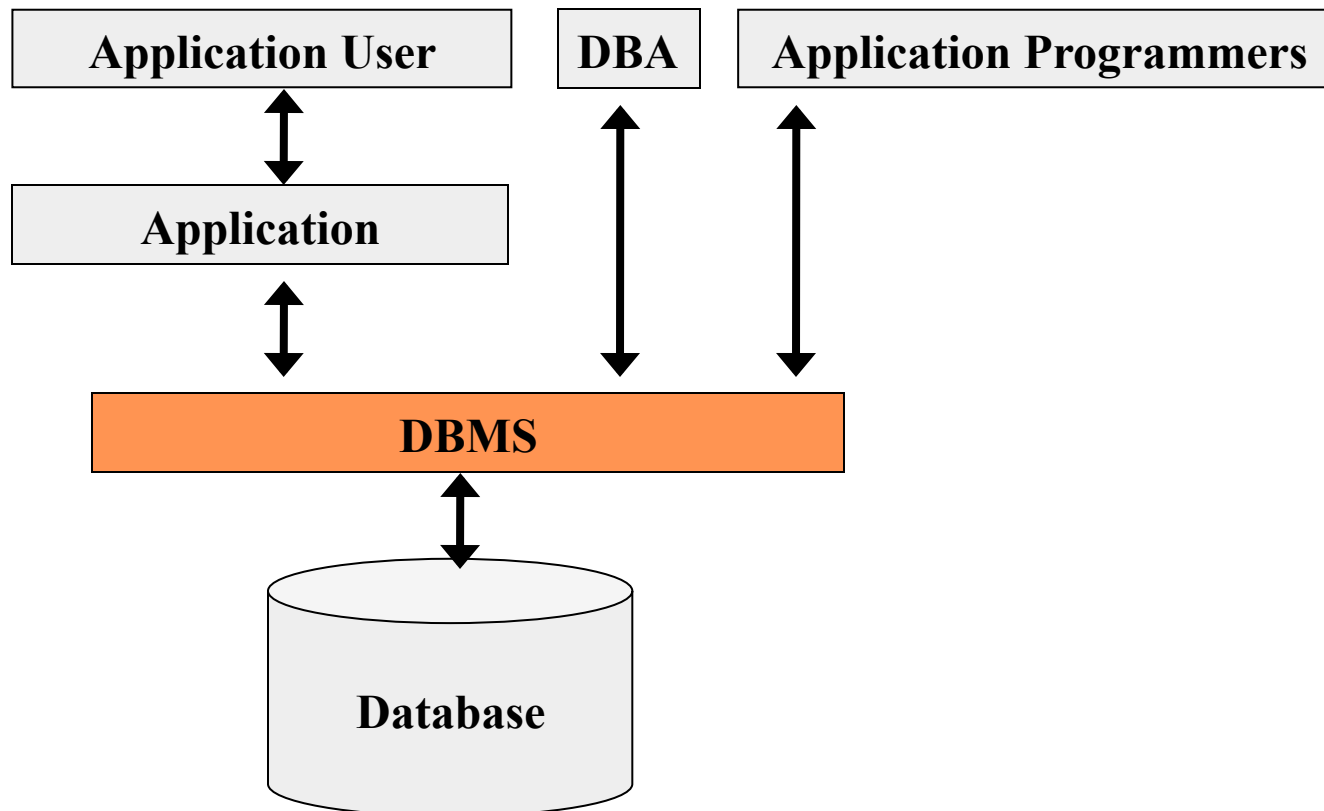 Application User
DBA
Application Programmers
Application
DBMS
Database